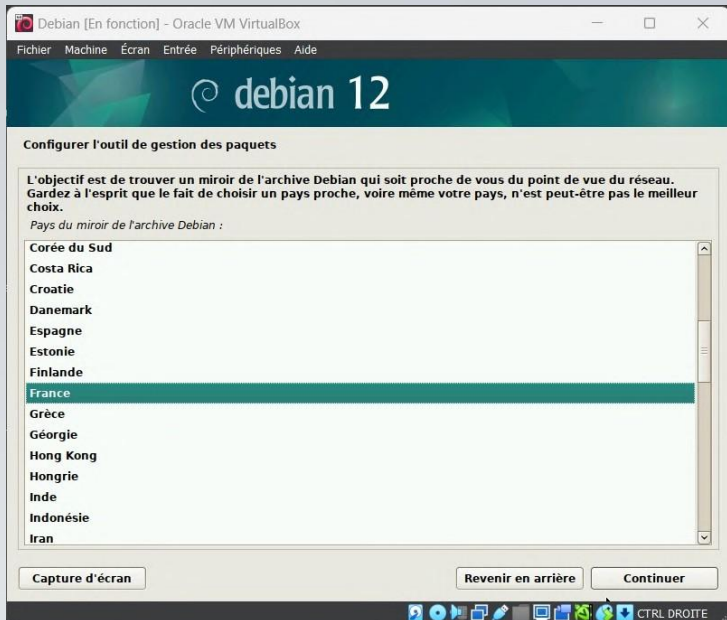 Debian [En fonction] - Oracle VM VirtualBox
Fichier Machine Écran Entrée Périphériques Aide
debian 12
Configurer l'outil de gestion des paquets
L'objectif est de trouver un miroir de l'archive Debian qui soit proche de vous du point de vue du réseau.
Gardez à l'esprit que le fait de choisir un pays proche, voire même votre pays, n'est peut-être pas le meilleur
choix.
Pays du miroir de l'archive Debian :
Corée du Sud
Costa Rica
Croatie
Danemark
Espagne
Estonie
Finlande
France
Grèce
Géorgie
Hong Kong
Hongrie
Inde
Indonésie
Iran
Capture d'écran Revenir en arrière Continuer
CTRL DROITE